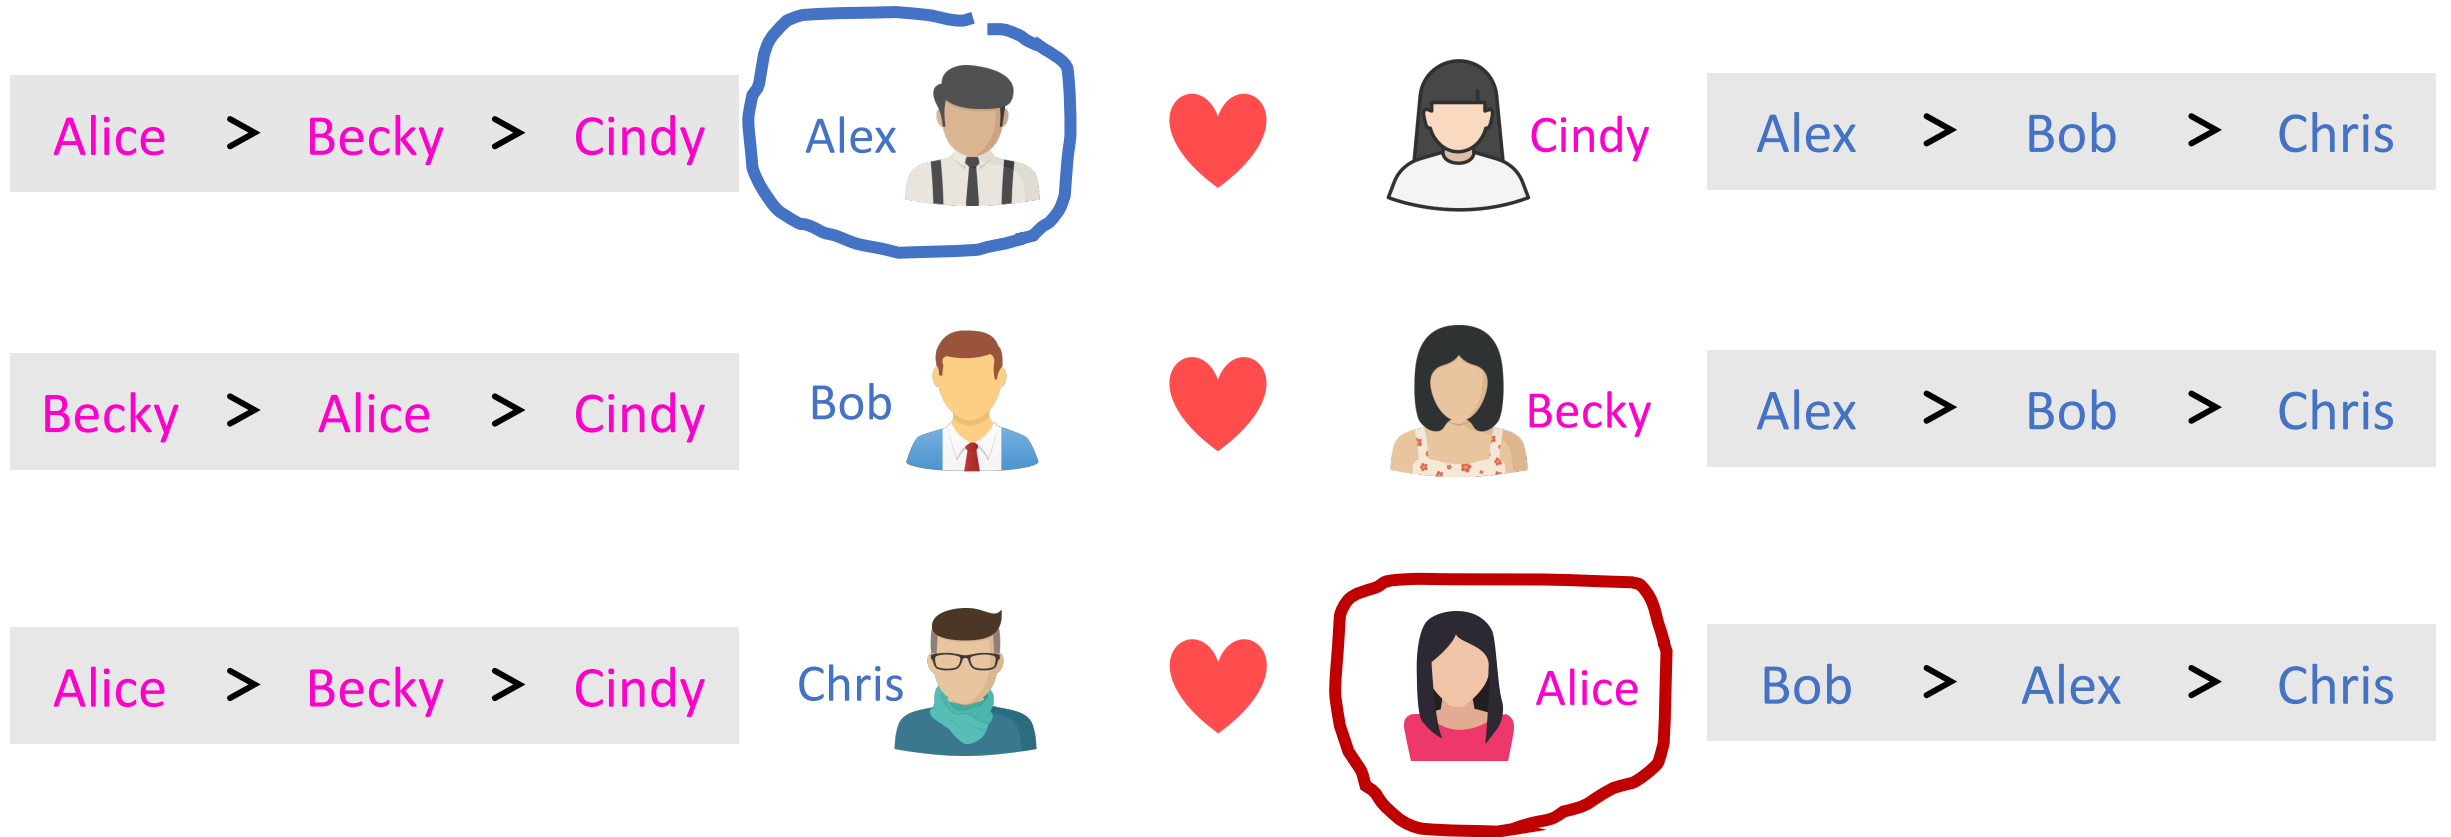 Alice > Becky > Cindy Alex Cindy Alex > Bob > Chris
Becky > Alice > Cindy Bob Becky Alex > Bob > Chris
Alice > Becky > Cindy Chris Alice Bob > Alex > Chris